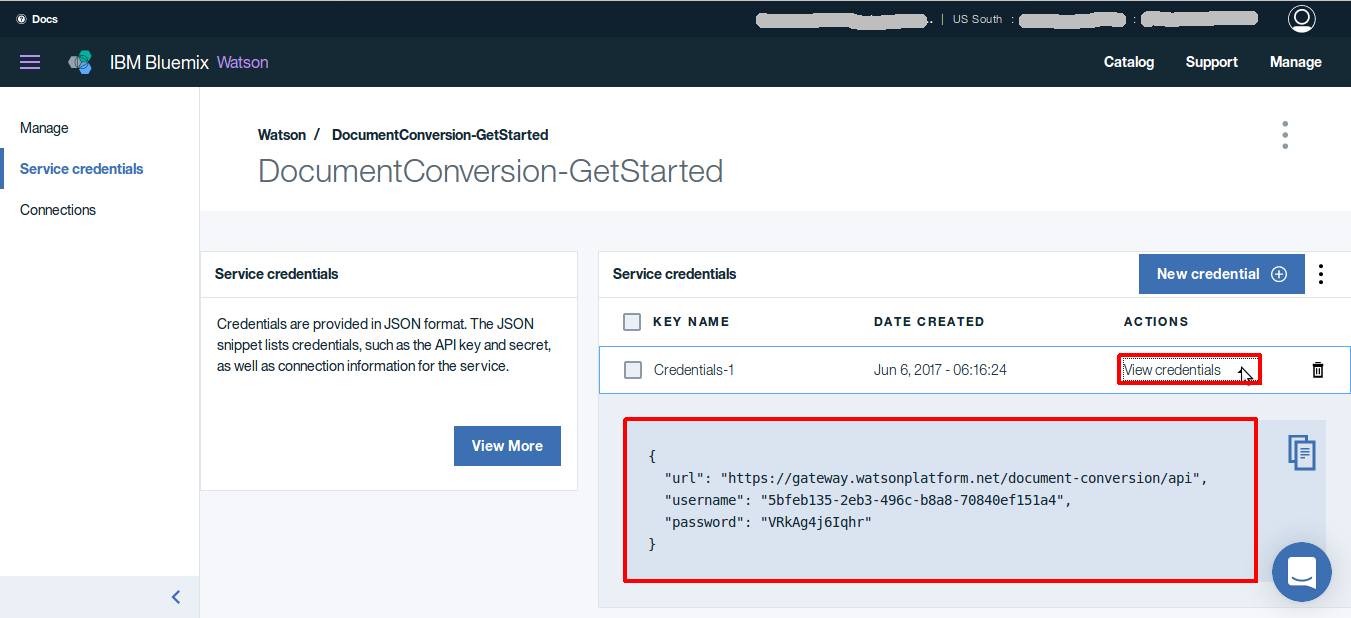 Docs
. | US South : :
IBM Bluemix Watson
Catalog Support Manage
Manage
Service credentials
Connections
Watson / DocumentConversion-GetStarted
DocumentConversion-GetStarted
Service credentials
Credentials are provided in JSON format. The JSON
snippet lists credentials, such as the API key and secret,
as well as connection information for the service.
View More
Service credentials
New credential
KEY NAME DATE CREATED ACTIONS
Credentials-1 Jun 6, 2017 - 06:16:24 View credentials
{
"url": "https://gateway.watsonplatform.net/document-conversion/api",
"username": "5bfeb135-2eb3-496c-b8a8-70840ef151a4",
"password": "VRkAg4j6Iqhr"
}